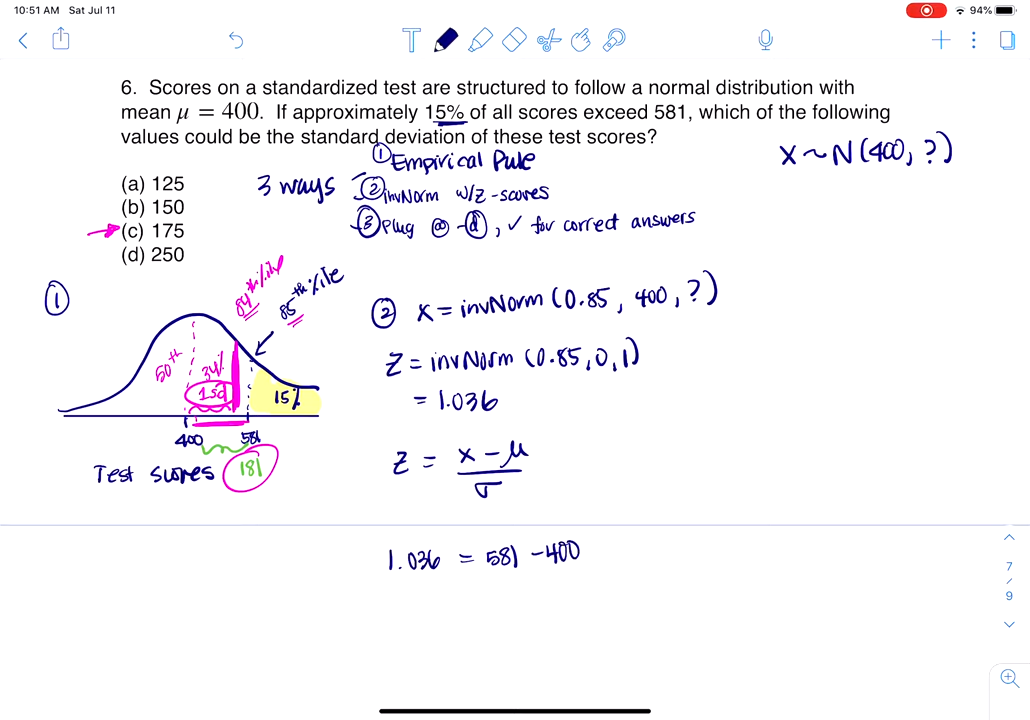 10:51 AM Sat Jul 11
94%
6. Scores on a standardized test are structured to follow a normal distribution with
mean μ = 400. If approximately 15% of all scores exceed 581, which of the following
values could be the standard deviation of these test scores?
X ~ N(400, ?)
(a) 125
(b) 150
(c) 175
(d) 250
3 ways
① Empirical Rule
② invNorm w/z-scores
③ Plug ⓐ - ⓓ, ✓ for correct answers
①
84th %ile
85th %ile
50th
34%
1sd
15%
400
581
Test scores
181
② x = invNorm (0.85, 400, ?)
z = invNorm (0.85, 0, 1)
= 1.036
z = x - μ
σ
1.036 = 581 - 400
7
/
9